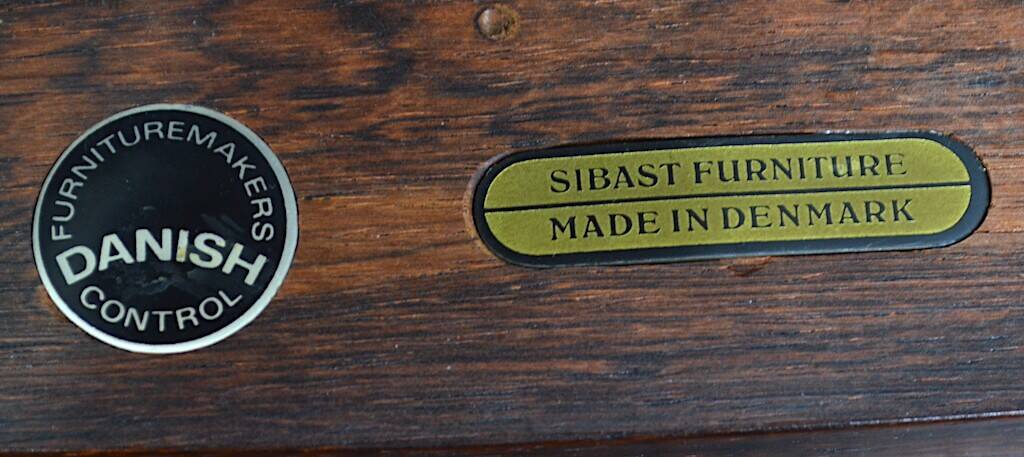 FURNITUREMAKERS
DANISH
CONTROL
SIBAST FURNITURE
MADE IN DENMARK